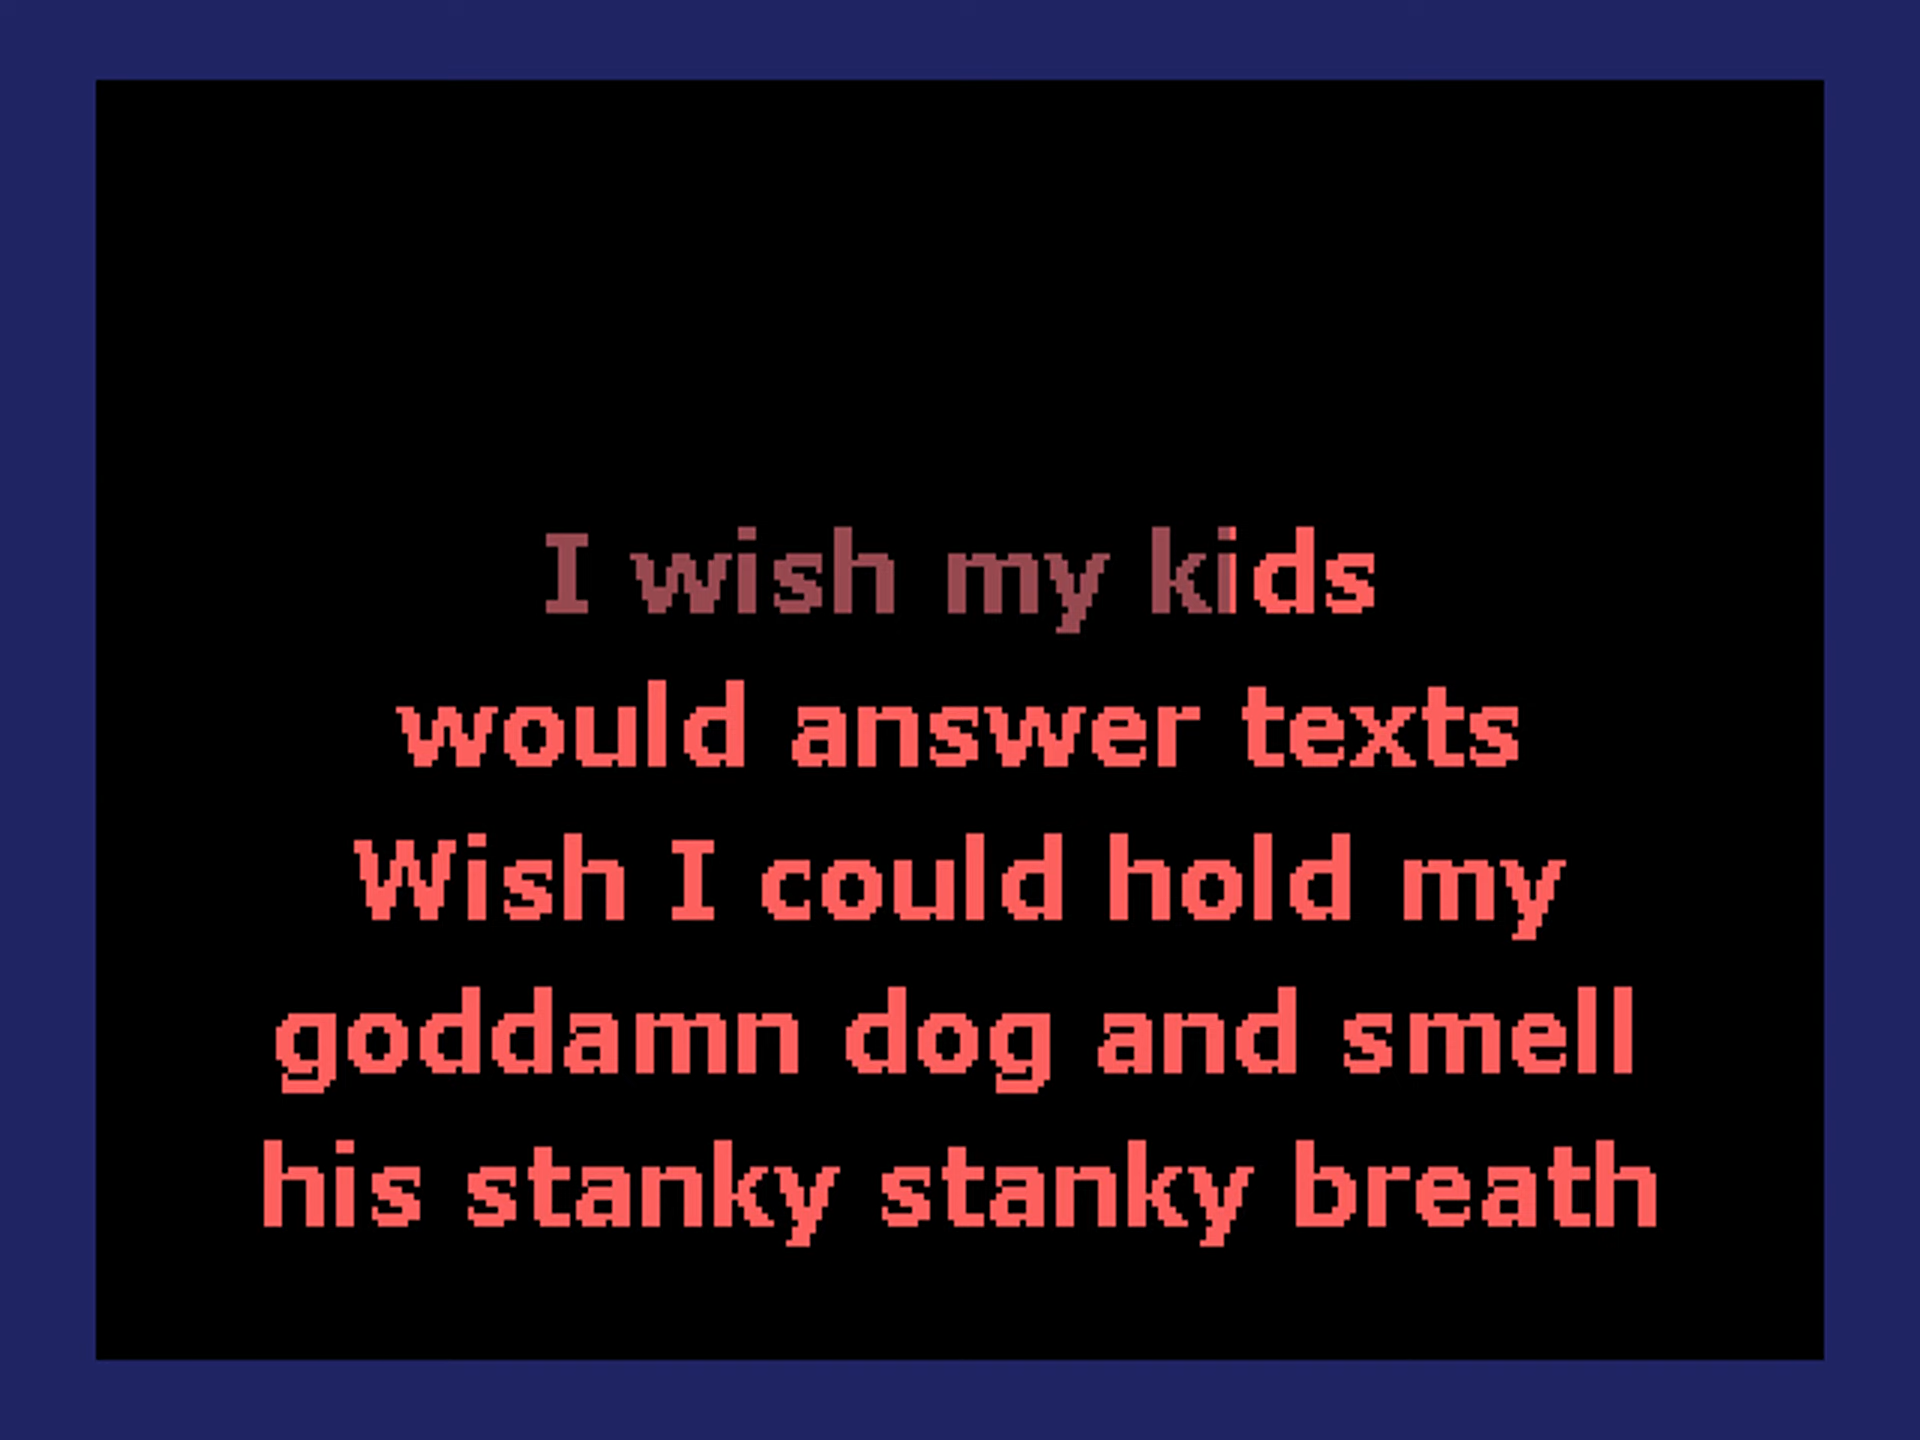 I wish my kids
would answer texts
Wish I could hold my
goddamn dog and smell
his stanky stanky breath